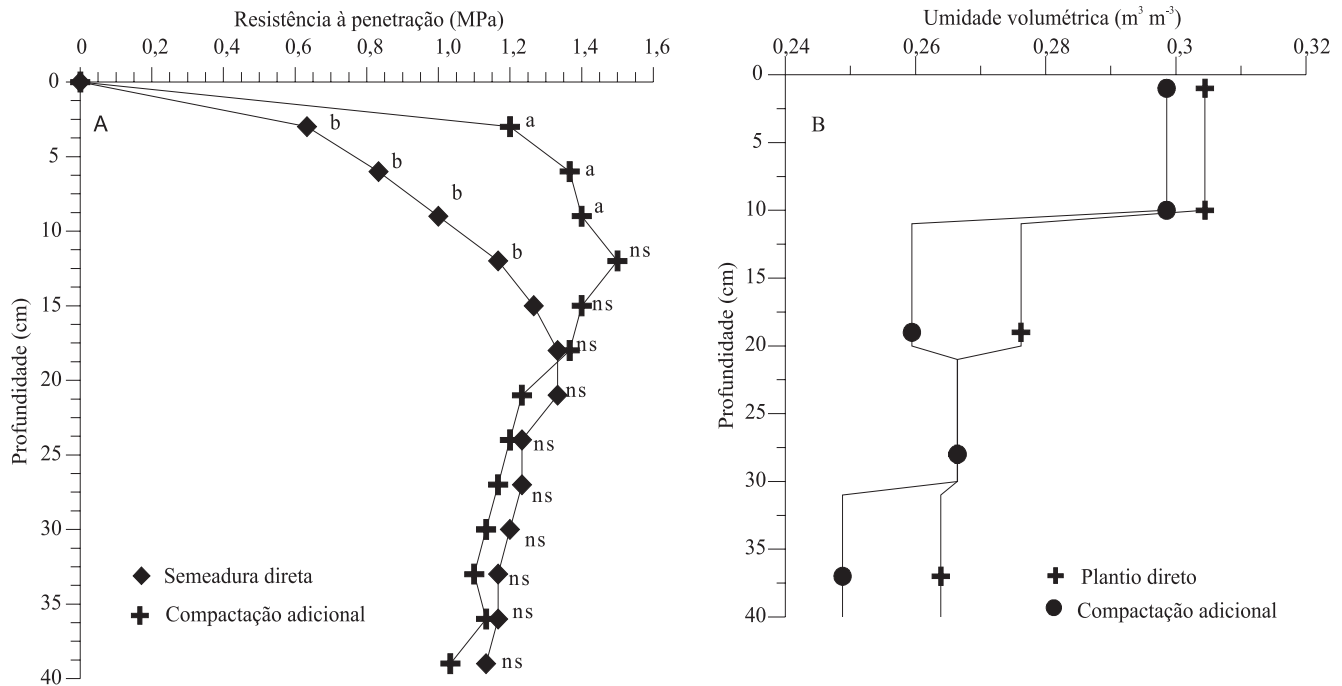 Resistência à penetração (MPa)
0 0,2 0,4 0,6 0,8 1,0 1,2 1,4 1,6
Profundidade (cm)
0
5
10
15
20
25
30
35
40
A
b a
b a
b a
b ns
ns
ns
ns
ns
ns
ns
ns
ns
ns
Semeadura direta
Compactação adicional
Umidade volumétrica (m³ m⁻³)
0,24 0,26 0,28 0,3 0,32
Profundidade (cm)
0
5
10
15
20
25
30
35
40
B
Plantio direto
Compactação adicional